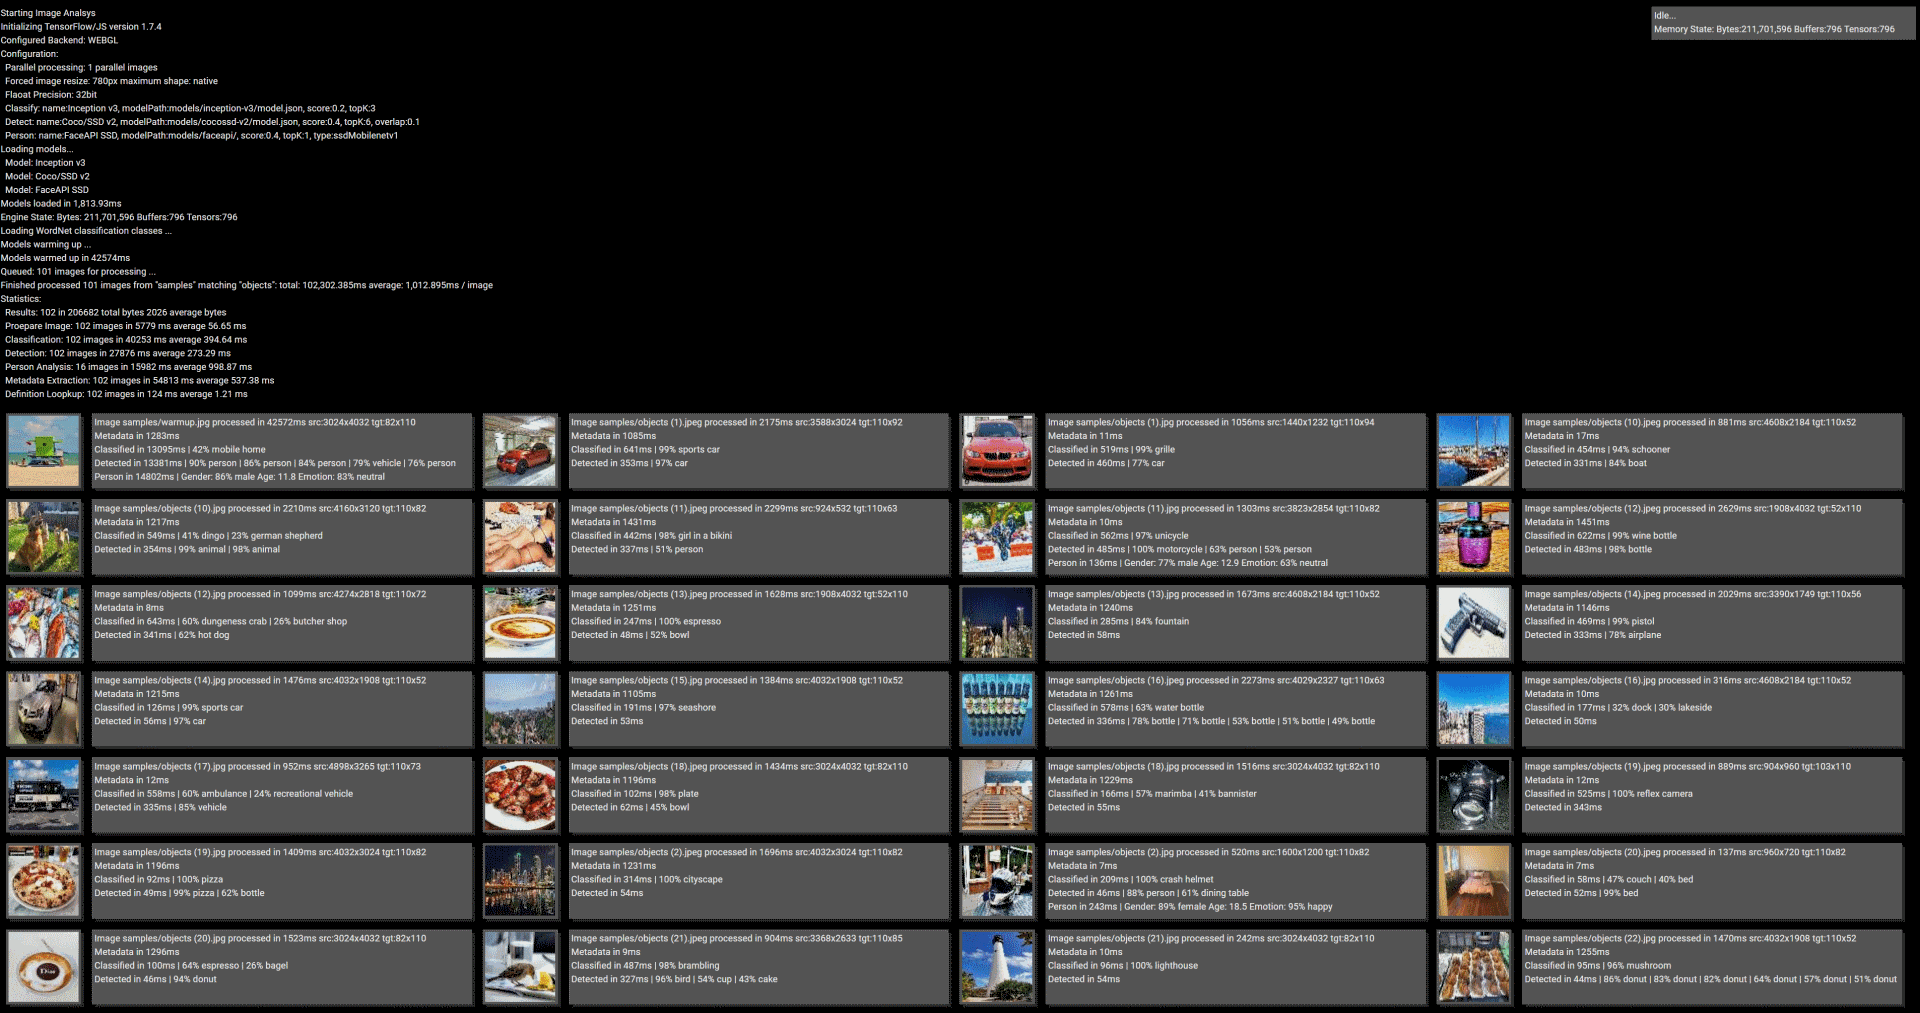 Starting Image Analsys
Initializing TensorFlow/JS version 1.7.4
Configured Backend: WEBGL
Configuration:
Parallel processing: 1 parallel images
Forced image resize: 780px maximum shape: native
Flaoat Precision: 32bit
Classify: name:Inception v3, modelPath:models/inception-v3/model.json, score:0.2, topK:3
Detect: name:Coco/SSD v2, modelPath:models/cocossd-v2/model.json, score:0.4, topK:6, overlap:0.1
Person: name:FaceAPI SSD, modelPath:models/faceapi/, score:0.4, topK:1, type:ssdMobilenetv1
Loading models...
Model: Inception v3
Model: Coco/SSD v2
Model: FaceAPI SSD
Models loaded in 1,813.93ms
Engine State: Bytes: 211,701,596 Buffers:796 Tensors:796
Loading WordNet classification classes ...
Models warming up ...
Models warmed up in 42574ms
Queued: 101 images for processing ...
Finished processed 101 images from "samples" matching "objects": total: 102,302.385ms average: 1,012.895ms / image
Statistics:
Results: 102 in 206682 total bytes 2026 average bytes
Proepare Image: 102 images in 5779 ms average 56.65 ms
Classification: 102 images in 40253 ms average 394.64 ms
Detection: 102 images in 27876 ms average 273.29 ms
Person Analysis: 16 images in 15982 ms average 998.87 ms
Metadata Extraction: 102 images in 54813 ms average 537.38 ms
Definition Loopkup: 102 images in 124 ms average 1.21 ms
Idle...
Memory State: Bytes:211,701,596 Buffers:796 Tensors:796
Image samples/warmup.jpg processed in 42572ms src:3024x4032 tgt:82x110
Metadata in 1283ms
Classified in 13095ms | 42% mobile home
Detected in 13381ms | 90% person | 86% person | 84% person | 79% vehicle | 76% person
Person in 14802ms | Gender: 86% male Age: 11.8 Emotion: 83% neutral
Image samples/objects (1).jpeg processed in 2175ms src:3588x3024 tgt:110x92
Metadata in 1085ms
Classified in 641ms | 99% sports car
Detected in 353ms | 97% car
Image samples/objects (1).jpg processed in 1056ms src:1440x1232 tgt:110x94
Metadata in 11ms
Classified in 519ms | 99% grille
Detected in 460ms | 77% car
Image samples/objects (10).jpeg processed in 881ms src:4608x2184 tgt:110x52
Metadata in 17ms
Classified in 454ms | 94% schooner
Detected in 331ms | 84% boat
Image samples/objects (10).jpg processed in 2210ms src:4160x3120 tgt:110x82
Metadata in 1217ms
Classified in 549ms | 41% dingo | 23% german shepherd
Detected in 354ms | 99% animal | 98% animal
Image samples/objects (11).jpeg processed in 2299ms src:924x532 tgt:110x63
Metadata in 1431ms
Classified in 442ms | 98% girl in a bikini
Detected in 337ms | 51% person
Image samples/objects (11).jpg processed in 1303ms src:3823x2854 tgt:110x82
Metadata in 10ms
Classified in 562ms | 97% unicycle
Detected in 485ms | 100% motorcycle | 63% person | 53% person
Person in 136ms | Gender: 77% male Age: 12.9 Emotion: 63% neutral
Image samples/objects (12).jpeg processed in 2629ms src:1908x4032 tgt:52x110
Metadata in 1451ms
Classified in 622ms | 99% wine bottle
Detected in 483ms | 98% bottle
Image samples/objects (12).jpg processed in 1099ms src:4274x2818 tgt:110x72
Metadata in 8ms
Classified in 643ms | 60% dungeness crab | 26% butcher shop
Detected in 341ms | 62% hot dog
Image samples/objects (13).jpeg processed in 1628ms src:1908x4032 tgt:52x110
Metadata in 1251ms
Classified in 247ms | 100% espresso
Detected in 48ms | 52% bowl
Image samples/objects (13).jpg processed in 1673ms src:4608x2184 tgt:110x52
Metadata in 1240ms
Classified in 285ms | 84% fountain
Detected in 58ms
Image samples/objects (14).jpeg processed in 2029ms src:3390x1749 tgt:110x56
Metadata in 1146ms
Classified in 469ms | 99% pistol
Detected in 333ms | 78% airplane
Image samples/objects (14).jpg processed in 1476ms src:4032x1908 tgt:110x52
Metadata in 1215ms
Classified in 126ms | 99% sports car
Detected in 56ms | 97% car
Image samples/objects (15).jpg processed in 1384ms src:4032x1908 tgt:110x52
Metadata in 1105ms
Classified in 191ms | 97% seashore
Detected in 53ms
Image samples/objects (16).jpeg processed in 2273ms src:4029x2327 tgt:110x63
Metadata in 1261ms
Classified in 578ms | 63% water bottle
Detected in 336ms | 78% bottle | 71% bottle | 53% bottle | 51% bottle | 49% bottle
Image samples/objects (16).jpg processed in 316ms src:4608x2184 tgt:110x52
Metadata in 10ms
Classified in 177ms | 32% dock | 30% lakeside
Detected in 50ms
Image samples/objects (17).jpg processed in 952ms src:4898x3265 tgt:110x73
Metadata in 12ms
Classified in 558ms | 60% ambulance | 24% recreational vehicle
Detected in 335ms | 85% vehicle
Image samples/objects (18).jpeg processed in 1434ms src:3024x4032 tgt:82x110
Metadata in 1196ms
Classified in 102ms | 98% plate
Detected in 62ms | 45% bowl
Image samples/objects (18).jpg processed in 1516ms src:3024x4032 tgt:82x110
Metadata in 1229ms
Classified in 166ms | 57% marimba | 41% bannister
Detected in 55ms
Image samples/objects (19).jpeg processed in 889ms src:904x960 tgt:103x110
Metadata in 12ms
Classified in 525ms | 100% reflex camera
Detected in 343ms
Image samples/objects (19).jpg processed in 1409ms src:4032x3024 tgt:110x82
Metadata in 1196ms
Classified in 92ms | 100% pizza
Detected in 49ms | 99% pizza | 62% bottle
Image samples/objects (2).jpeg processed in 1696ms src:4032x3024 tgt:110x82
Metadata in 1231ms
Classified in 314ms | 100% cityscape
Detected in 54ms
Image samples/objects (2).jpg processed in 520ms src:1600x1200 tgt:110x82
Metadata in 7ms
Classified in 209ms | 100% crash helmet
Detected in 46ms | 88% person | 61% dining table
Person in 243ms | Gender: 89% female Age: 18.5 Emotion: 95% happy
Image samples/objects (20).jpeg processed in 137ms src:960x720 tgt:110x82
Metadata in 7ms
Classified in 58ms | 47% couch | 40% bed
Detected in 52ms | 99% bed
Image samples/objects (20).jpg processed in 1523ms src:3024x4032 tgt:82x110
Metadata in 1296ms
Classified in 100ms | 64% espresso | 26% bagel
Detected in 46ms | 94% donut
Image samples/objects (21).jpeg processed in 904ms src:3368x2633 tgt:110x85
Metadata in 9ms
Classified in 487ms | 98% brambling
Detected in 327ms | 96% bird | 54% cup | 43% cake
Image samples/objects (21).jpg processed in 242ms src:3024x4032 tgt:82x110
Metadata in 10ms
Classified in 96ms | 100% lighthouse
Detected in 54ms
Image samples/objects (22).jpg processed in 1470ms src:4032x1908 tgt:110x52
Metadata in 1255ms
Classified in 95ms | 96% mushroom
Detected in 44ms | 86% donut | 83% donut | 82% donut | 64% donut | 57% donut | 51% donut